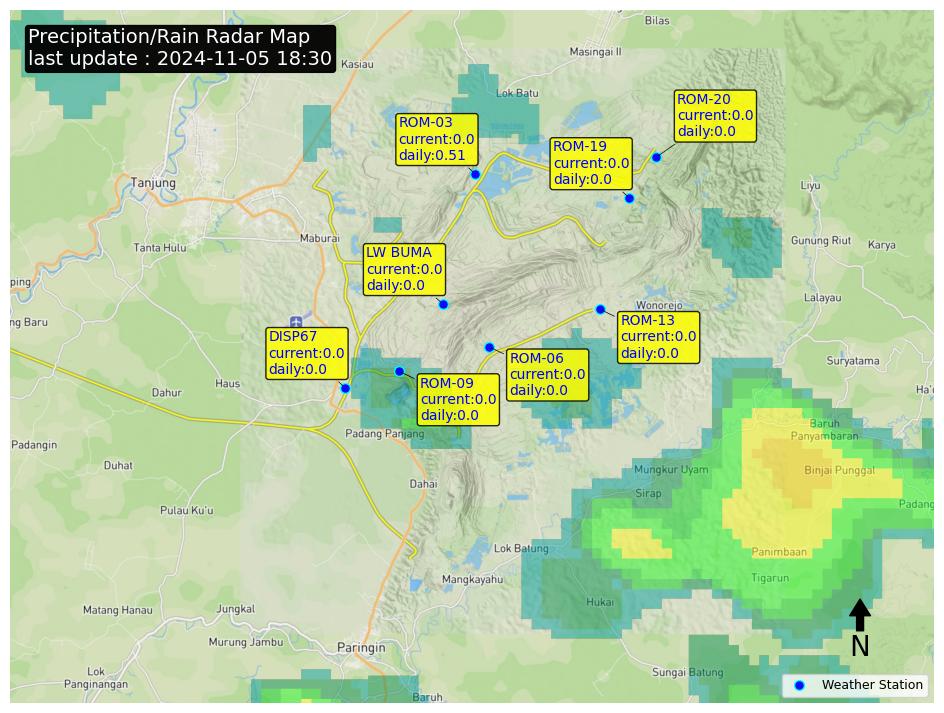 Precipitation/Rain Radar Map
last update : 2024-11-05 18:30
Bilas
Masingai II
Kasiau
Lok Batu
ROM-20
current:0.0
daily:0.0
ROM-03
current:0.0
daily:0.51
ROM-19
current:0.0
daily:0.0
Tanjung
Liyu
Maburai
Tanta Hulu
Gunung Riut
Karya
LW BUMA
current:0.0
daily:0.0
ping
Lalayau
Wonorejo
ng Baru
ROM-13
current:0.0
daily:0.0
DISP67
current:0.0
daily:0.0
ROM-06
current:0.0
daily:0.0
Suryatama
Haus
Dahur
ROM-09
current:0.0
daily:0.0
Ha'
Baruh
Panyambaran
Padang Panjang
Padangin
Duhat
Mungkur Uyam
Binjai Punggal
Dahai
Sirap
Padang
Pulau Ku'u
Lok Batung
Panimbaan
Mangkayahu
Tigarun
Hukai
Matang Hanau
Jungkal
Murung Jambu
Paringin
N
Lok
Panginangan
Sungai Batung
Baruh
Weather Station